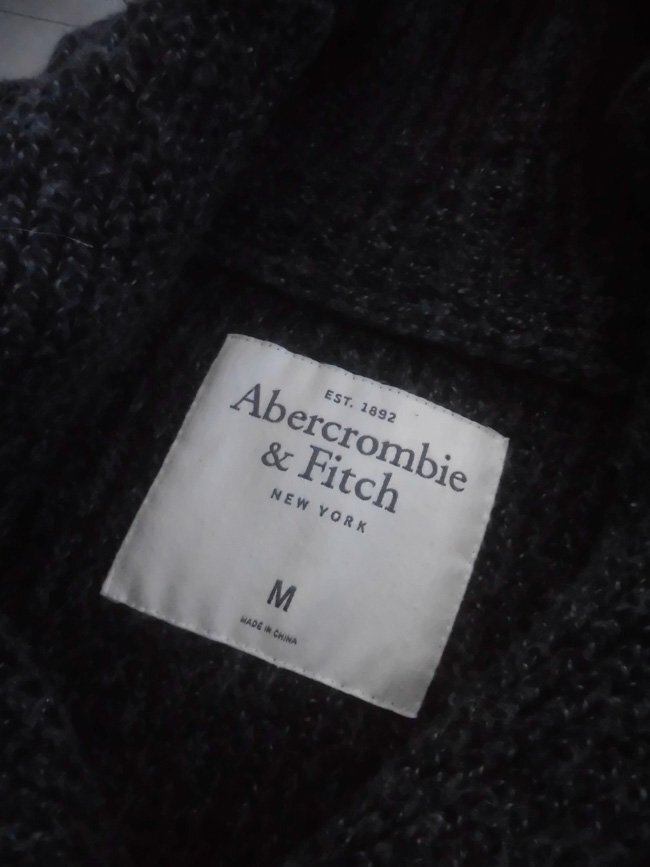 EST. 1892
Abercrombie
& Fitch
NEW YORK
M
MADE IN CHINA